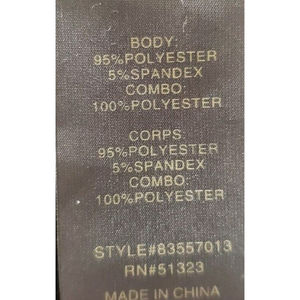 BODY:
95%POLYESTER
5%SPANDEX
COMBO:
100%POLYESTER
CORPS:
95%POLYESTER
5%SPANDEX
COMBO:
100%POLYESTER
STYLE#83557013
RN#51323
MADE IN CHINA